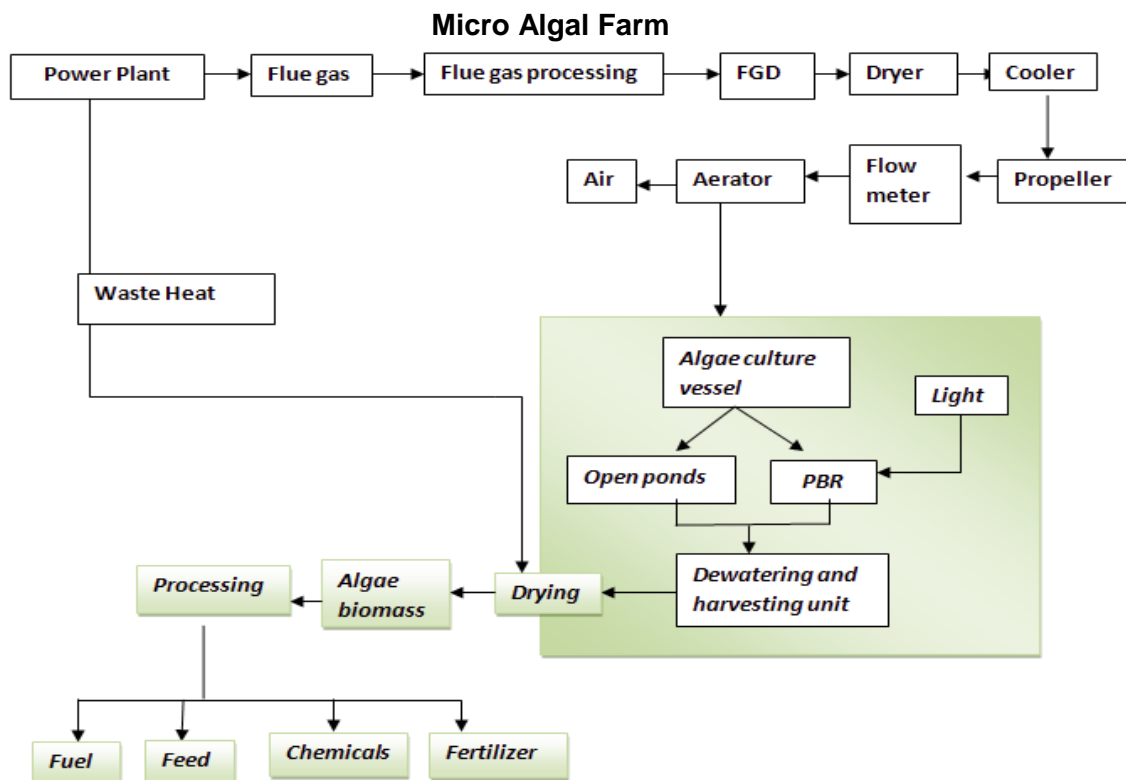 Micro Algal Farm
Power Plant
Flue gas
Flue gas processing
FGD
Dryer
Cooler
Air
Aerator
Flow
meter
Propeller
Waste Heat
Algae culture
vessel
Light
Open ponds
PBR
Processing
Algae
biomass
Drying
Dewatering and
harvesting unit
Fuel
Feed
Chemicals
Fertilizer